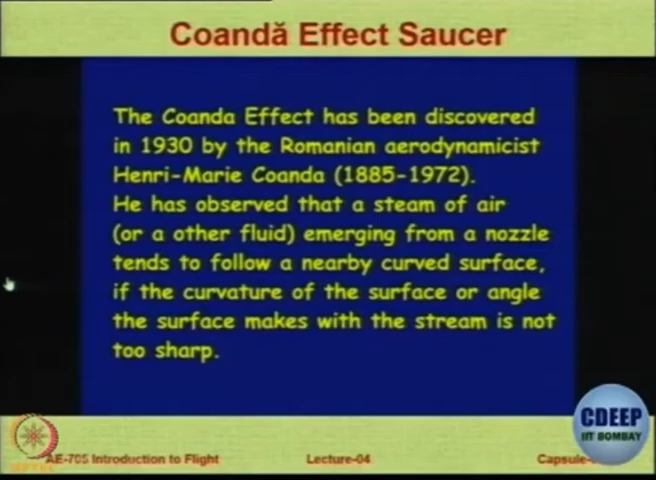 Coandă Effect Saucer
The Coanda Effect has been discovered
in 1930 by the Romanian aerodynamicist
Henri-Marie Coanda (1885-1972).
He has observed that a steam of air
(or a other fluid) emerging from a nozzle
tends to follow a nearby curved surface,
if the curvature of the surface or angle
the surface makes with the stream is not
too sharp.
CDEEP
IIT BOMBAY
NPTEL
AE-705 Introduction to Flight
Lecture-04